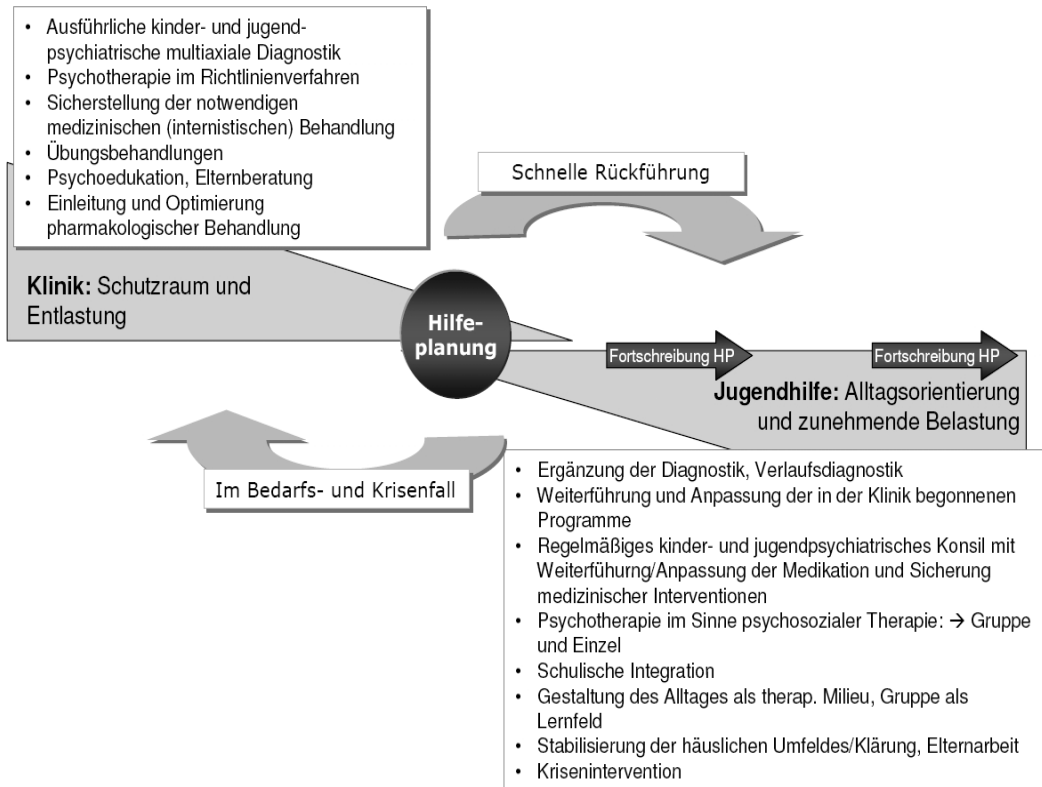 • Ausführliche kinder- und jugend-
psychiatrische multiaxiale Diagnostik
• Psychotherapie im Richtlinienverfahren
• Sicherstellung der notwendigen
medizinischen (internistischen) Behandlung
• Übungsbehandlungen
• Psychoedukation, Elternberatung
• Einleitung und Optimierung
pharmakologischer Behandlung
Schnelle Rückführung
Klinik: Schutzraum und
Entlastung
Hilfe-
planung
Fortschreibung HP
Fortschreibung HP
Jugendhilfe: Alltagsorientierung
und zunehmende Belastung
Im Bedarfs- und Krisenfall
• Ergänzung der Diagnostik, Verlaufsdiagnostik
• Weiterführung und Anpassung der in der Klinik begonnenen
Programme
• Regelmäßiges kinder- und jugendpsychiatrisches Konsil mit
Weiterfühurng/Anpassung der Medikation und Sicherung
medizinischer Interventionen
• Psychotherapie im Sinne psychosozialer Therapie: → Gruppe
und Einzel
• Schulische Integration
• Gestaltung des Alltages als therap. Milieu, Gruppe als
Lernfeld
• Stabilisierung der häuslichen Umfeldes/Klärung, Elternarbeit
• Krisenintervention